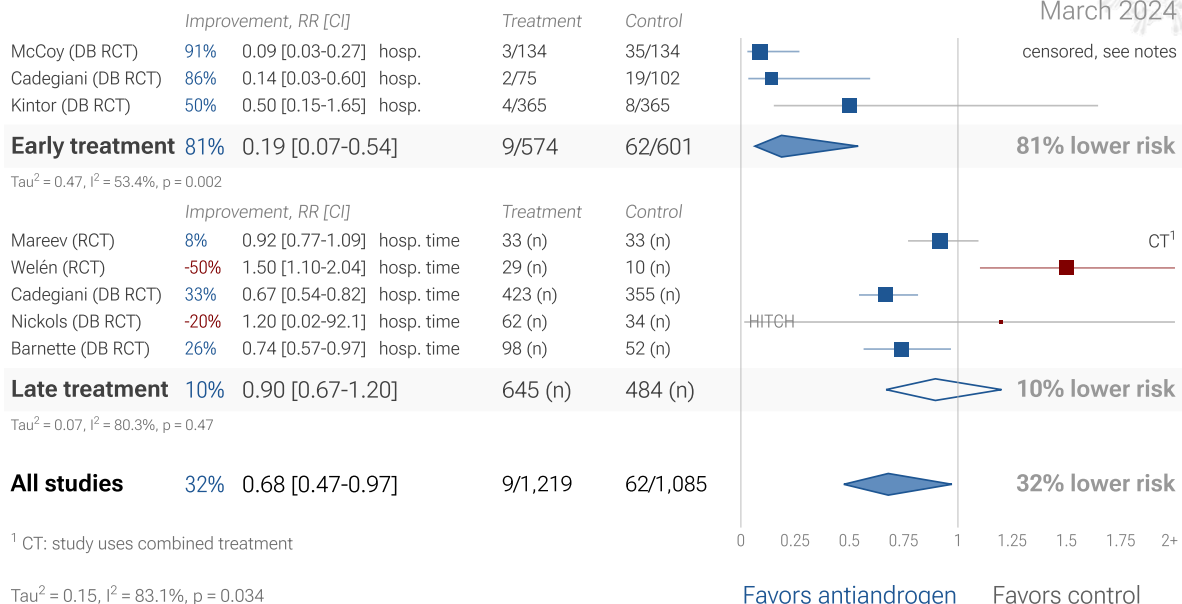 March 2024
Improvement, RR [CI] Treatment Control
McCoy (DB RCT) 91% 0.09 [0.03-0.27] hosp. 3/134 35/134 censored, see notes
Cadegiani (DB RCT) 86% 0.14 [0.03-0.60] hosp. 2/75 19/102
Kintor (DB RCT) 50% 0.50 [0.15-1.65] hosp. 4/365 8/365
Early treatment 81% 0.19 [0.07-0.54] 9/574 62/601 81% lower risk
Tau² = 0.47, I² = 53.4%, p = 0.002
Improvement, RR [CI] Treatment Control
Mareev (RCT) 8% 0.92 [0.77-1.09] hosp. time 33 (n) 33 (n) CT¹
Welén (RCT) -50% 1.50 [1.10-2.04] hosp. time 29 (n) 10 (n)
Cadegiani (DB RCT) 33% 0.67 [0.54-0.82] hosp. time 423 (n) 355 (n)
Nickols (DB RCT) -20% 1.20 [0.02-92.1] hosp. time 62 (n) 34 (n) HITCH
Barnette (DB RCT) 26% 0.74 [0.57-0.97] hosp. time 98 (n) 52 (n)
Late treatment 10% 0.90 [0.67-1.20] 645 (n) 484 (n) 10% lower risk
Tau² = 0.07, I² = 80.3%, p = 0.47
All studies 32% 0.68 [0.47-0.97] 9/1,219 62/1,085 32% lower risk
0 0.25 0.5 0.75 1 1.25 1.5 1.75 2+
¹ CT: study uses combined treatment
Tau² = 0.15, I² = 83.1%, p = 0.034 Favors antiandrogen Favors control